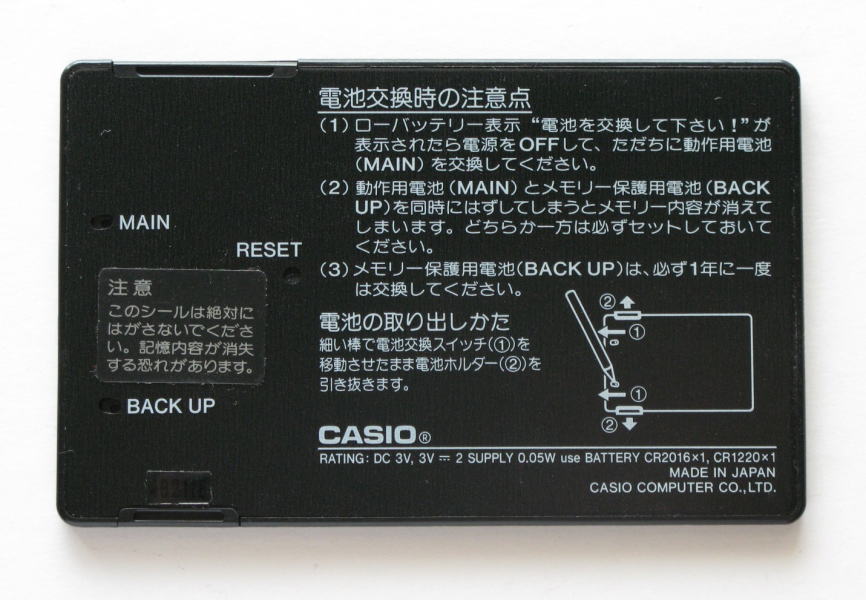 電池交換時の注意点
(1) ローバッテリー表示 “電池を交換して下さい！” が
表示されたら電源をOFFして、ただちに動作用電池
(MAIN) を交換してください。
(2) 動作用電池 (MAIN) とメモリー保護用電池 (BACK
UP) を同時にはずしてしまうとメモリー内容が消えて
しまいます。どちらか一方は必ずセットしておいて
ください。
(3) メモリー保護用電池 (BACK UP) は、必ず1年に一度
は交換してください。
MAIN
RESET
注意
このシールは絶対に
はがさないでくださ
い。記憶内容が消失
する恐れがあります。
BACK UP
電池の取り出しかた
細い棒で電池交換スイッチ(①)を
移動させたまま電池ホルダー(②)を
引き抜きます。
②
①
①
②
CASIO®
RATING: DC 3V, 3V ⎓ 2 SUPPLY 0.05W use BATTERY CR2016×1, CR1220×1
MADE IN JAPAN
CASIO COMPUTER CO., LTD.